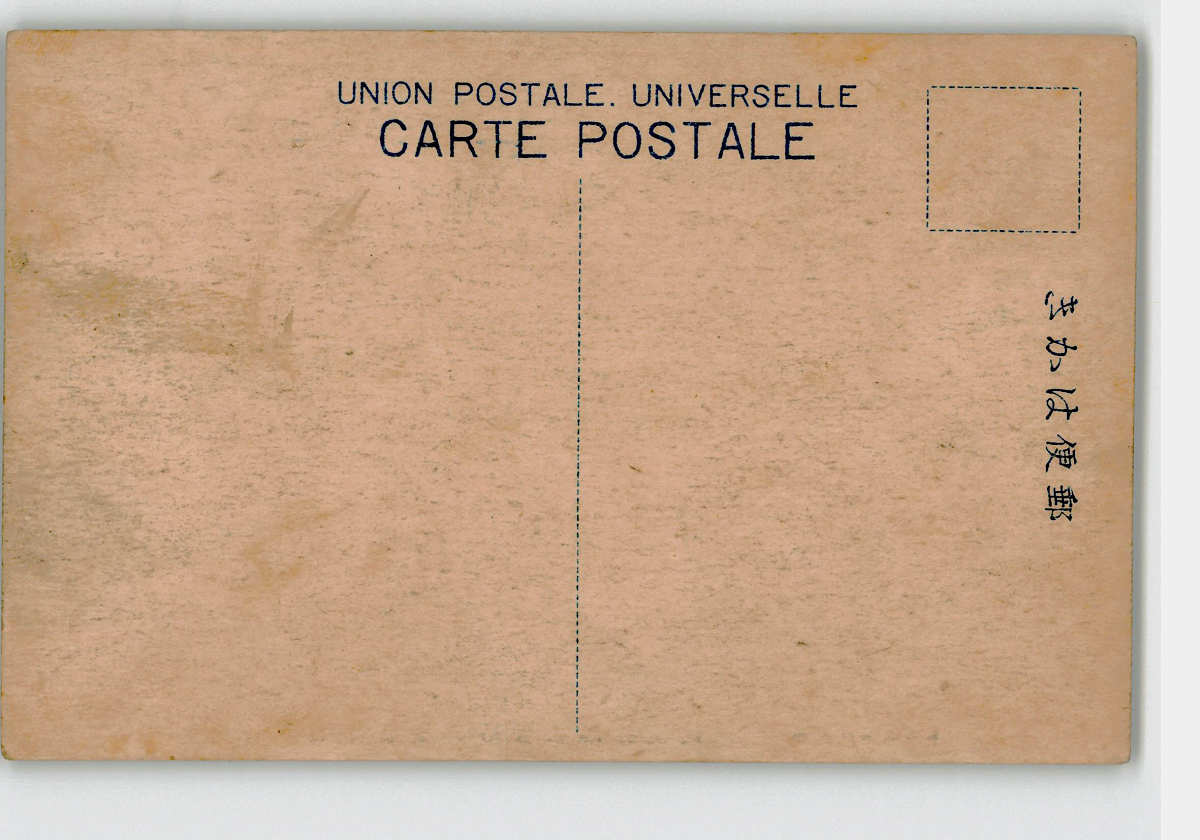 UNION POSTALE. UNIVERSELLE
CARTE POSTALE
郵便はかき